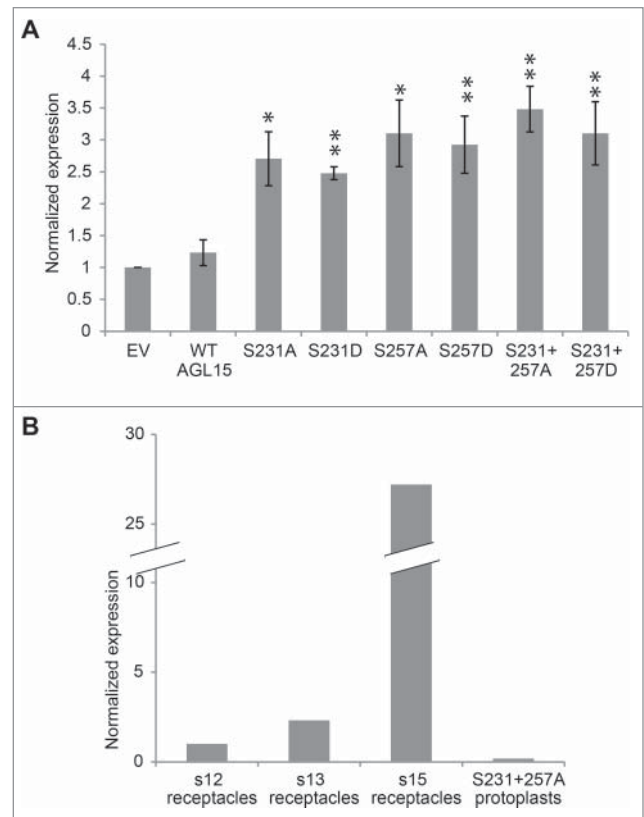 A
4.5
4
3.5
3
2.5
2
1.5
1
0.5
0
Normalized expression
*
**
*
**
**
**
EV
WT
AGL15
S231A
S231D
S257A
S257D
S231+
257A
S231+
257D
B
30
25
10
5
0
Normalized expression
s12
receptacles
s13
receptacles
s15
receptacles
S231+257A
protoplasts